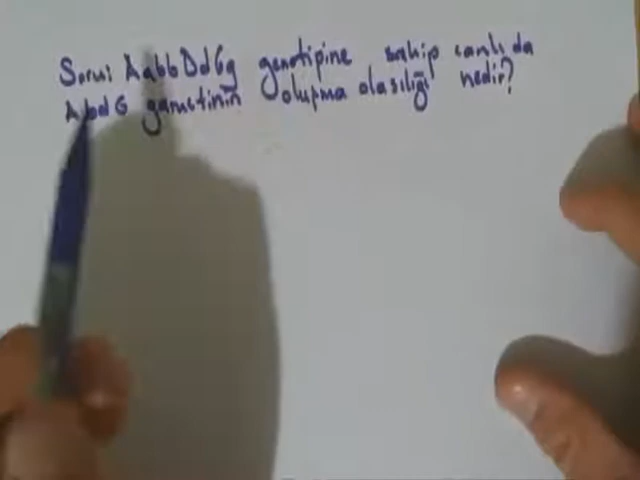 Soru: AabbDdGg genotipine sahip canlıda
AbdG gametinin oluşma olasılığı nedir?